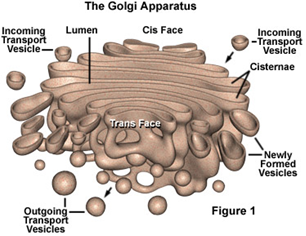 The Golgi Apparatus
Incoming
Transport
Vesicle
Lumen
Cis Face
Incoming
Transport
Vesicle
Cisternae
Trans Face
Newly
Formed
Vesicles
Outgoing
Transport
Vesicles
Figure 1